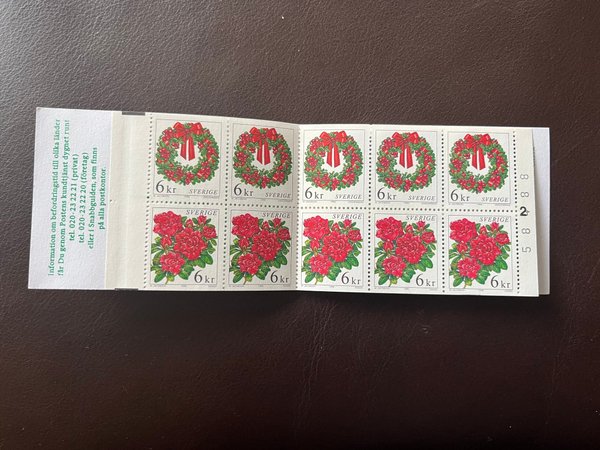 Information om befordringstid till olika länder
får Du genom Postens kundtjänst dygnet runt
tel. 020-23 22 21 (privat)
tel. 020-23 22 20 (företag)
eller i Snabbguiden, som finns
på alla postkontor.
6 kr SVERIGE
6 kr SVERIGE
6 kr SVERIGE
6 kr SVERIGE
6 kr SVERIGE
SVERIGE 6 kr
SVERIGE 6 kr
SVERIGE 6 kr
SVERIGE 6 kr
SVERIGE 6 kr
2